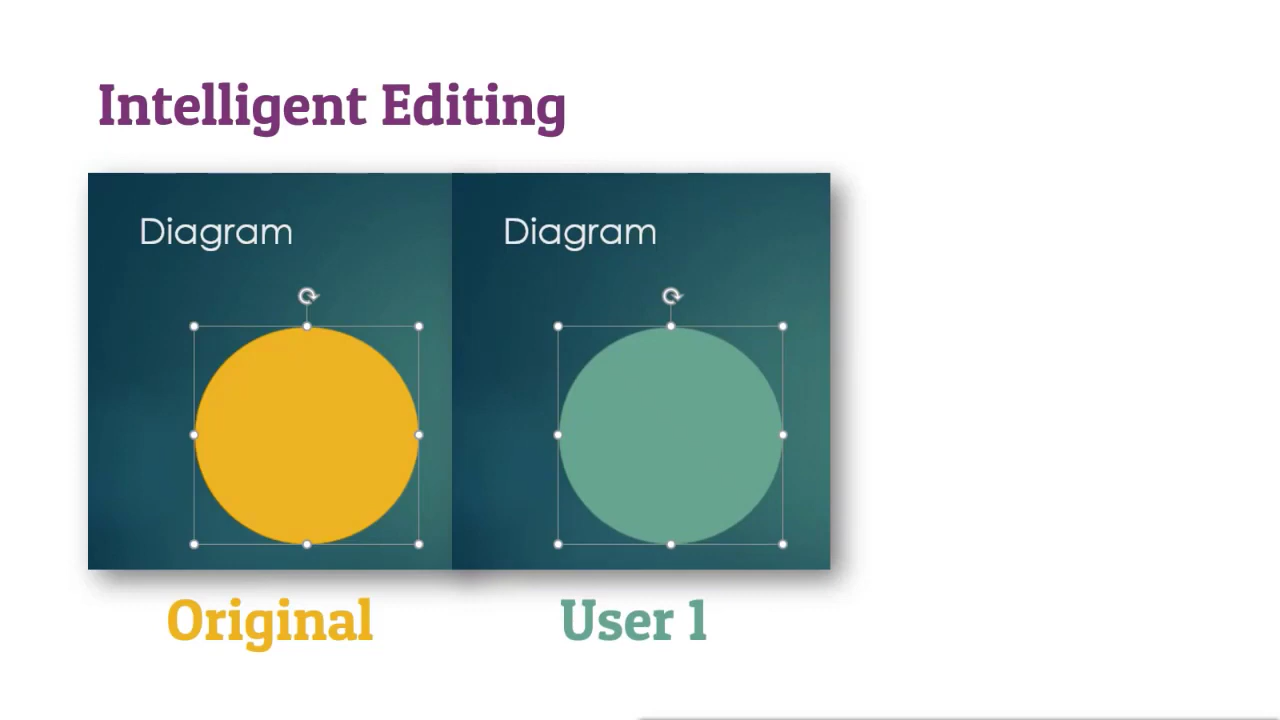 Intelligent Editing
Diagram
Diagram
Original
User 1